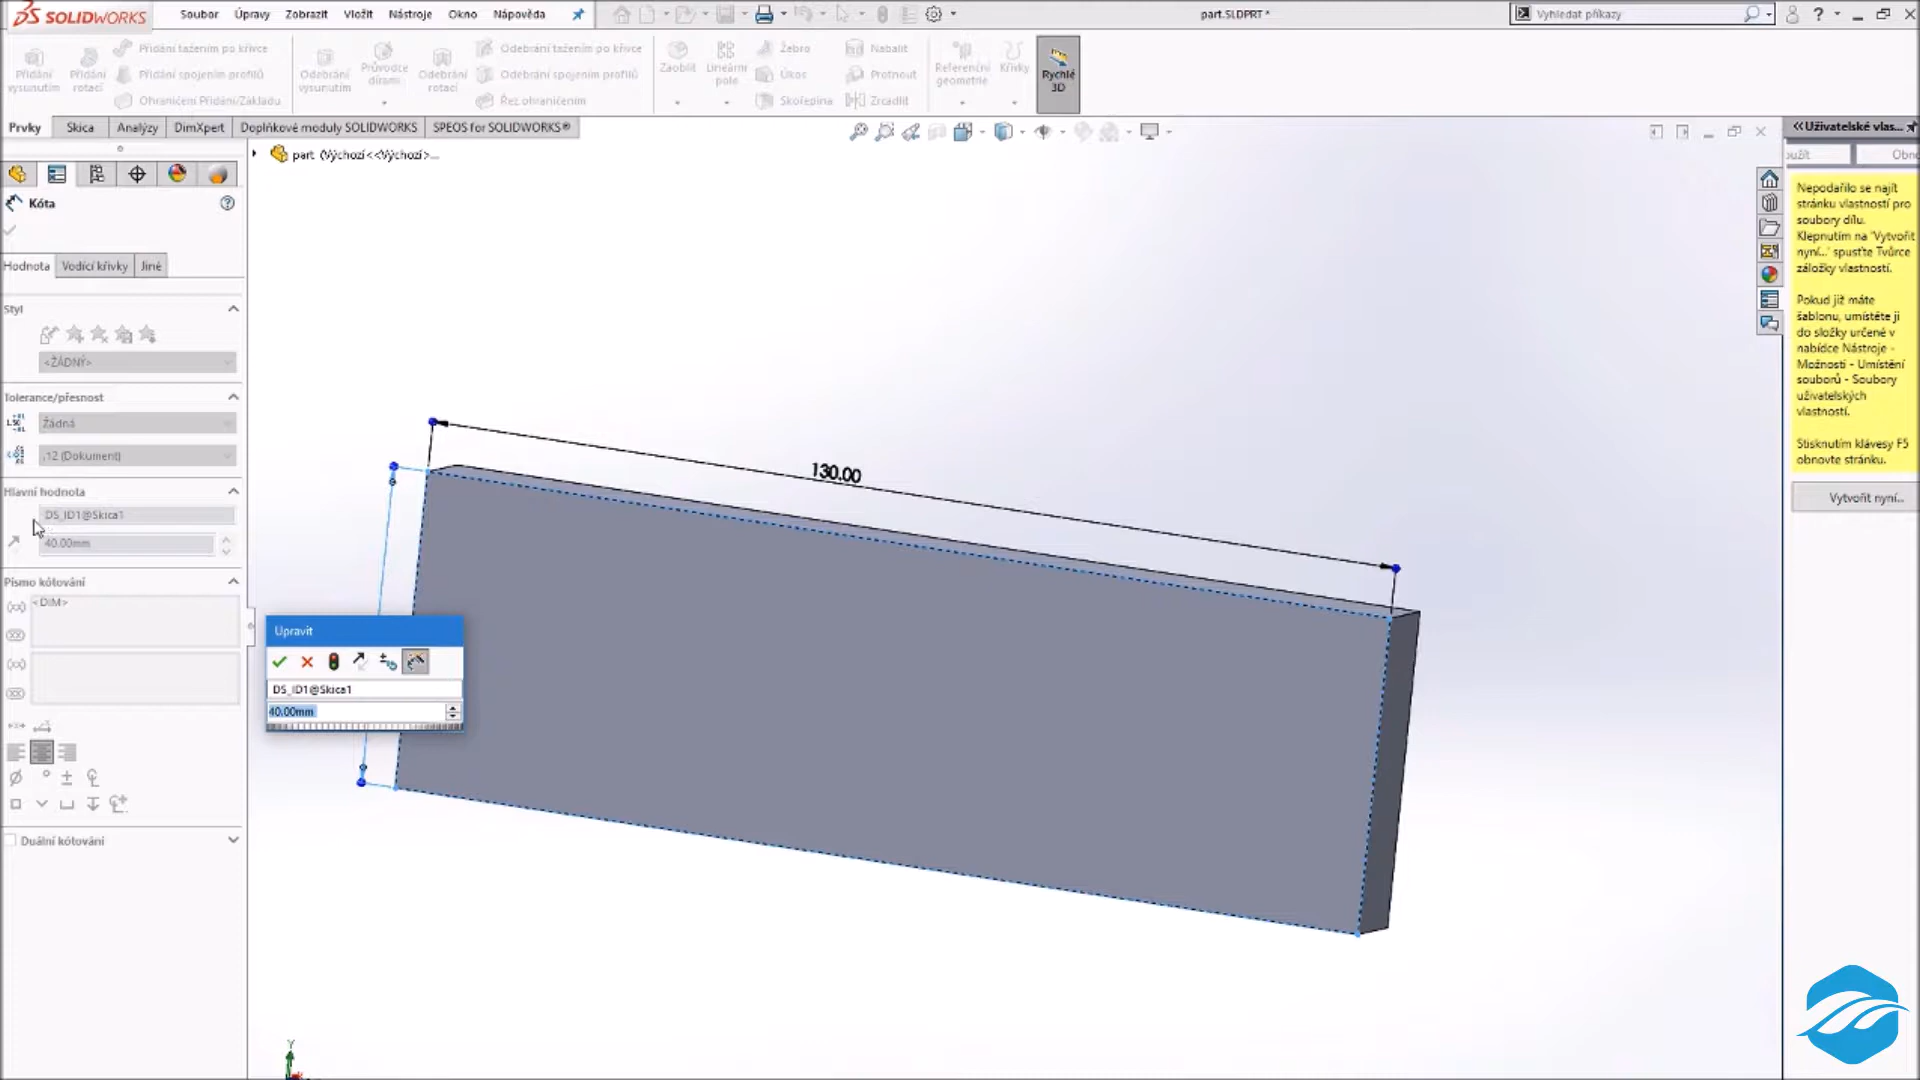 SOLIDWORKS
Soubor Úpravy Zobrazit Vložit Nástroje Okno Nápověda
part.SLDPRT *
Vyhledat příkazy
Přidání vysunutím
Přidání rotací
Přidání tažením po křivce
Přidání spojením profilů
Ohraničení Přidání/Základu
Odebrání vysunutím
Průvodce dírami
Odebrání rotací
Odebrání tažením po křivce
Odebrání spojením profilů
Řez ohraničením
Zaoblit
Lineární pole
Žebro
Úkos
Skořepina
Nabalit
Protnout
Zrcadlit
Referenční geometrie
Křivky
Rychlé 3D
Prvky Skica Analýzy DimXpert Doplňkové moduly SOLIDWORKS SPEOS for SOLIDWORKS®
part (Výchozí<<Výchozí>...
Kóta
Hodnota Vodící křivky Jiné
Styl
<ŽÁDNÝ>
Tolerance/přesnost
Žádná
.12 (Dokument)
Hlavní hodnota
DS_ID1@Skica1
40.00mm
Písmo kótování
<DIM>
Duální kótování
130.00
Upravit
DS_ID1@Skica1
40.00mm
Y
Uživatelské vlas...
oužít
Obno
Nepodařilo se najít
stránku vlastností pro
soubory dílu.
Klepnutím na 'Vytvořit
nyní...' spusťte Tvůrce
záložky vlastností.
Pokud již máte
šablonu, umístěte ji
do složky určené v
nabídce Nástroje -
Možnosti - Umístění
souborů - Soubory
uživatelských
vlastností.
Stisknutím klávesy F5
obnovte stránku.
Vytvořit nyní...